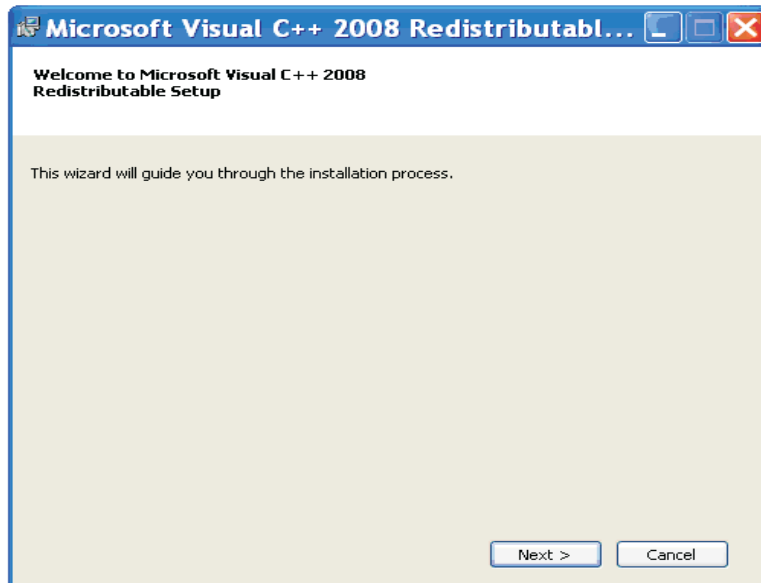 Microsoft Visual C++ 2008 Redistributabl...
Welcome to Microsoft Visual C++ 2008
Redistributable Setup
This wizard will guide you through the installation process.
Next >
Cancel